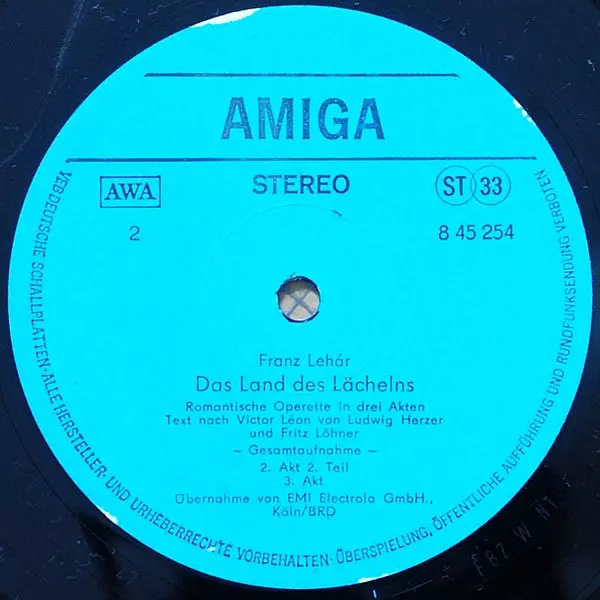 AMIGA
STEREO
AWA
ST 33
2
8 45 254
Franz Lehár
Das Land des Lächelns
Romantische Operette in drei Akten
Text nach Victor Léon von Ludwig Herzer
und Fritz Löhner
– Gesamtaufnahme –
2. Akt 2. Teil
3. Akt
Übernahme von EMI Electrola GmbH.,
Köln/BRD
VEB DEUTSCHE SCHALLPLATTEN · ALLE HERSTELLER- UND URHEBERRECHTE VORBEHALTEN · ÜBERSPIELUNG, ÖFFENTLICHE AUFFÜHRUNG UND RUNDFUNKSENDUNG VERBOTEN